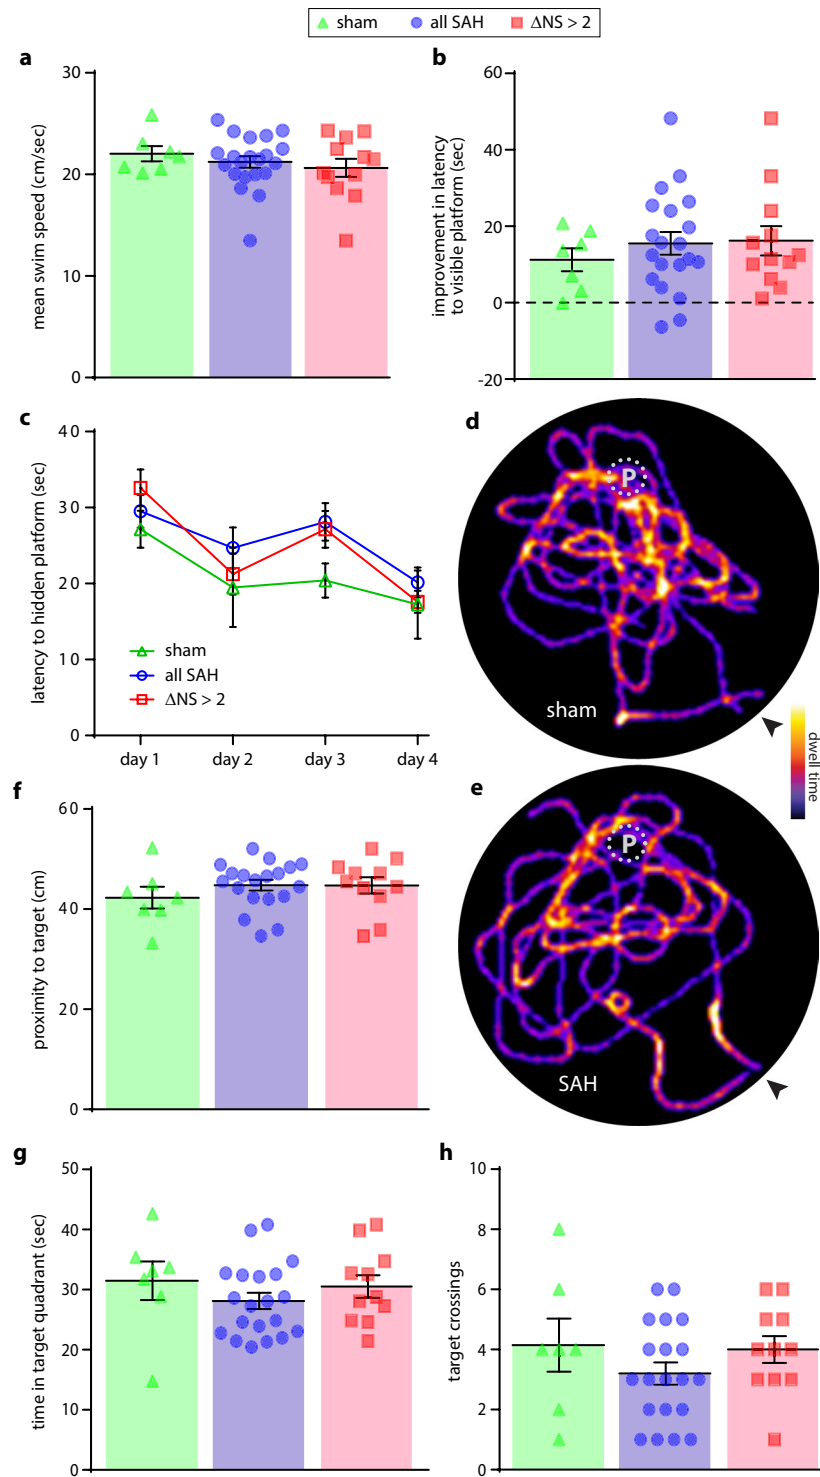 sham all SAH ΔNS > 2
a
mean swim speed (cm/sec)
30
20
10
0
b
improvement in latency
to visible platform (sec)
60
40
20
0
-20
c
latency to hidden platform (sec)
40
30
20
10
0
sham
all SAH
ΔNS > 2
day 1 day 2 day 3 day 4
d
P
sham
dwell time
e
P
SAH
f
proximity to target (cm)
60
40
20
0
g
time in target quadrant (sec)
50
40
30
20
10
0
h
target crossings
10
8
6
4
2
0